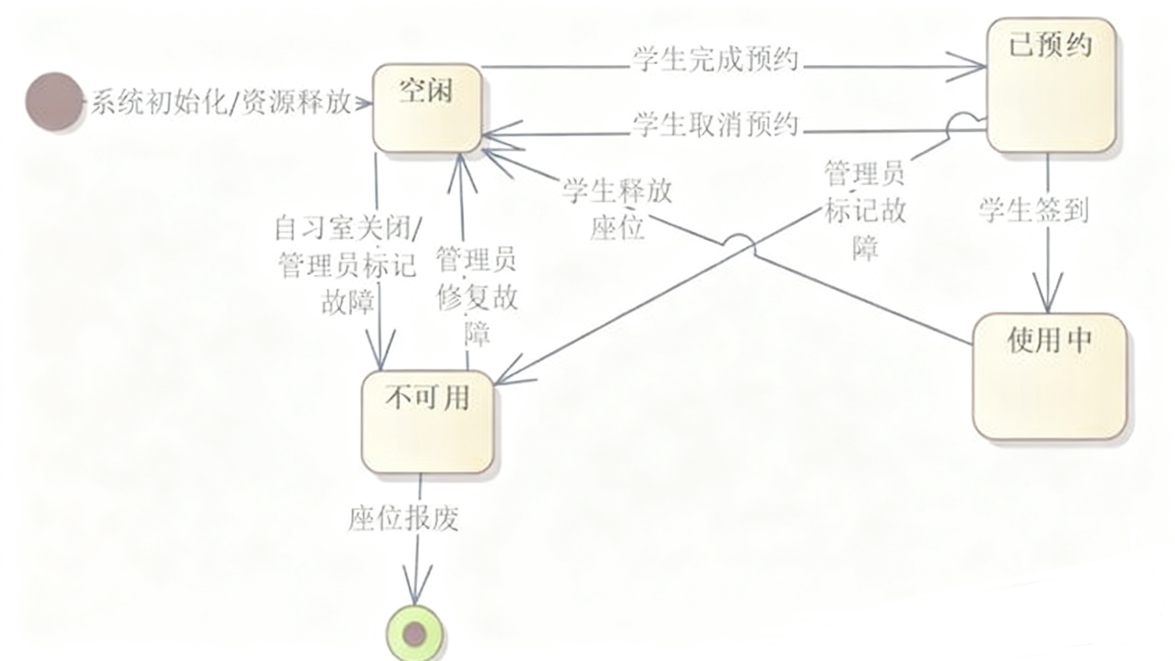 已预约
学生完成预约
空闲
系统初始化/资源释放
学生取消预约
管理员
标记故
障
学生释放
座位
学生签到
自习室关闭/
管理员标记
故障
管理员
修复故
障
使用中
不可用
座位报废